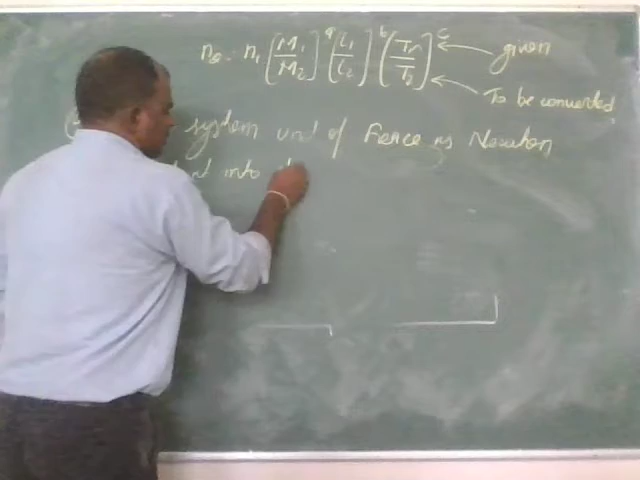 n₂ = n₁ [M₁/M₂]ᵃ [L₁/L₂]ᵇ [T₁/T₂]ᶜ given
To be converted
system unit of Force is Newton
into